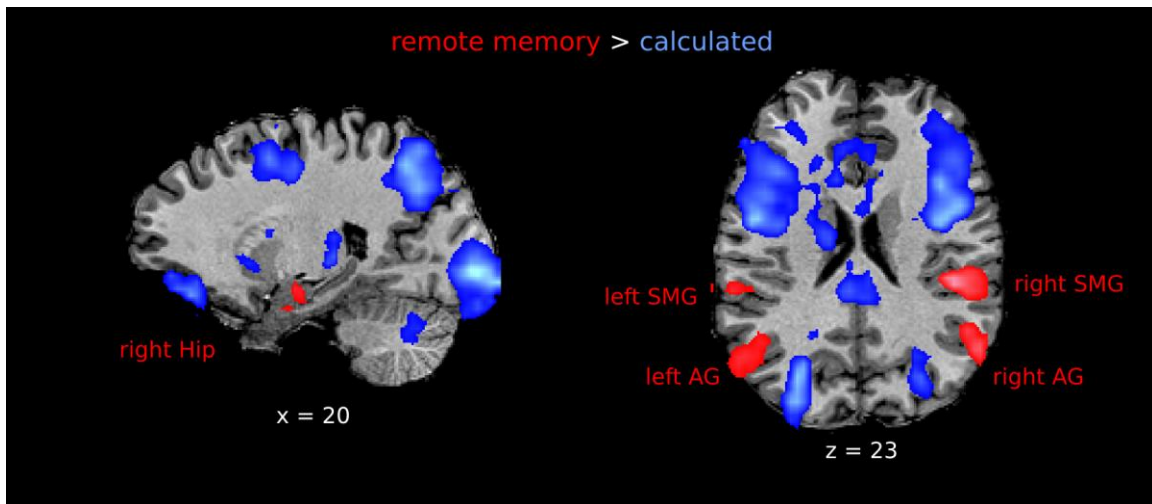 remote memory > calculated
left SMG
right SMG
right Hip
left AG
right AG
x = 20
z = 23